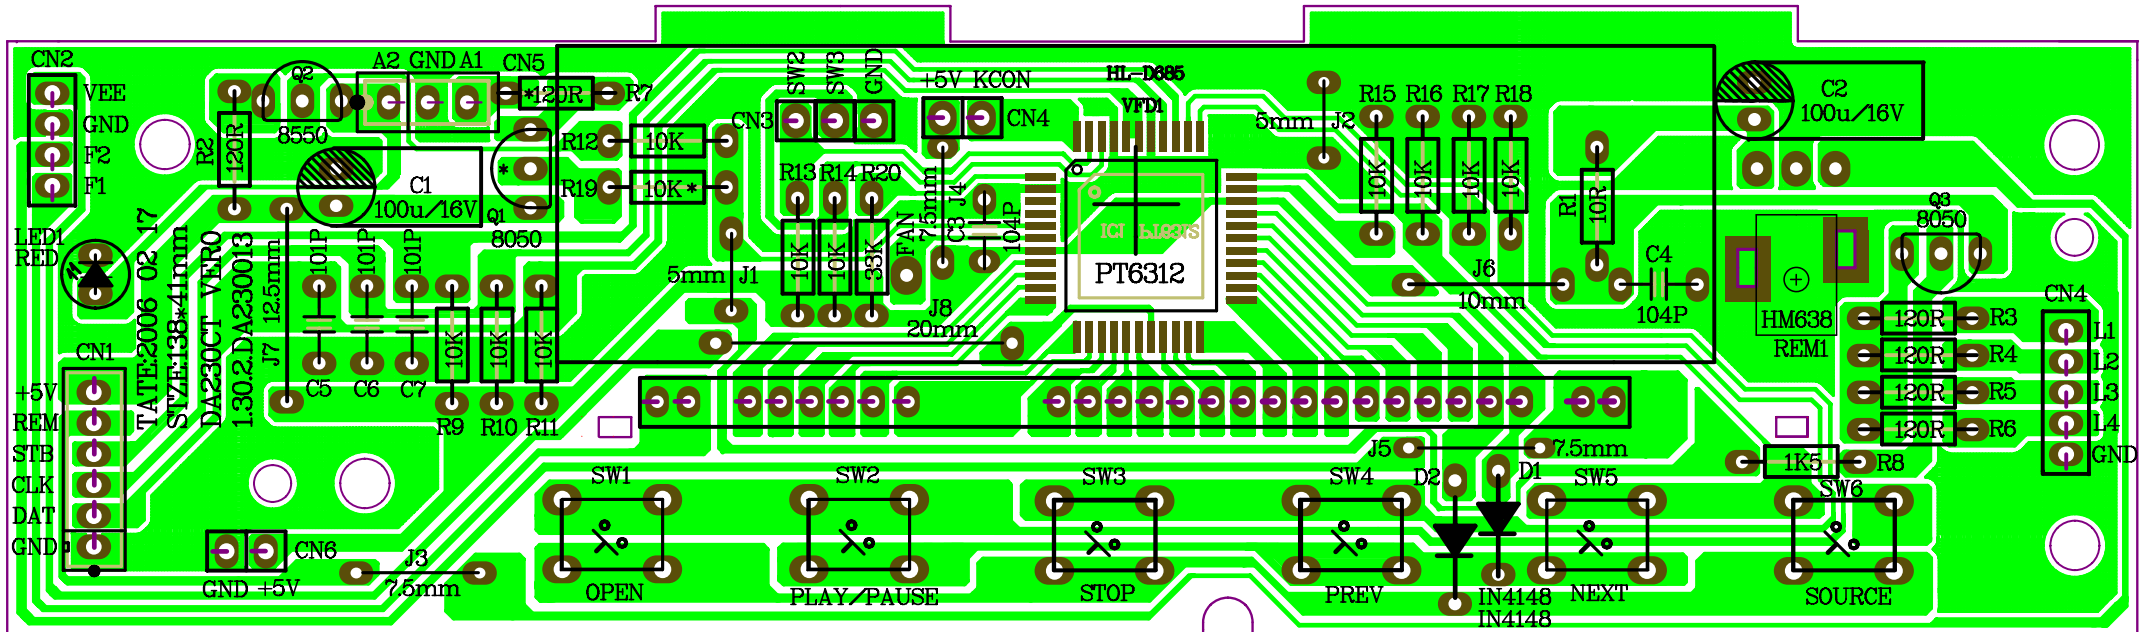 CN2
VEE
GND
F2
F1
Q2
8550
R2
120R
A2 GND A1
CN5
*120R
R7
C1
100u/16V
Q1
8050
*
R12
10K
R19
10K *
SW2
SW3
GND
CN3
+5V KCON
CN4
HL-D685
VFD1
R13 R14 R20
10K
10K
33K
FAN
7.5mm
J4
C3
104P
PT6312
5mm
J2
R15 R16 R17 R18
10K
10K
10K
10K
R1
10R
C2
100u/16V
Q3
8050
LED1
RED
TATE:2006 02 17
STZE:138*41mm
DA230CT VER0
1.30.2.DA230013
12.5mm
J7
101P
101P
101P
C5
C6
C7
10K
10K
10K
R9
R10
R11
5mm
J1
J8
20mm
J6
10mm
C4
104P
HM638
REM1
120R
R3
120R
R4
120R
R5
120R
R6
CN4
L1
L2
L3
L4
GND
CN1
+5V
REM
STB
CLK
DAT
GND
CN6
GND +5V
J3
7.5mm
J5
7.5mm
1K5
R8
SW1
OPEN
SW2
PLAY/PAUSE
SW3
STOP
SW4
PREV
D2
D1
IN4148
IN4148
SW5
NEXT
SW6
SOURCE